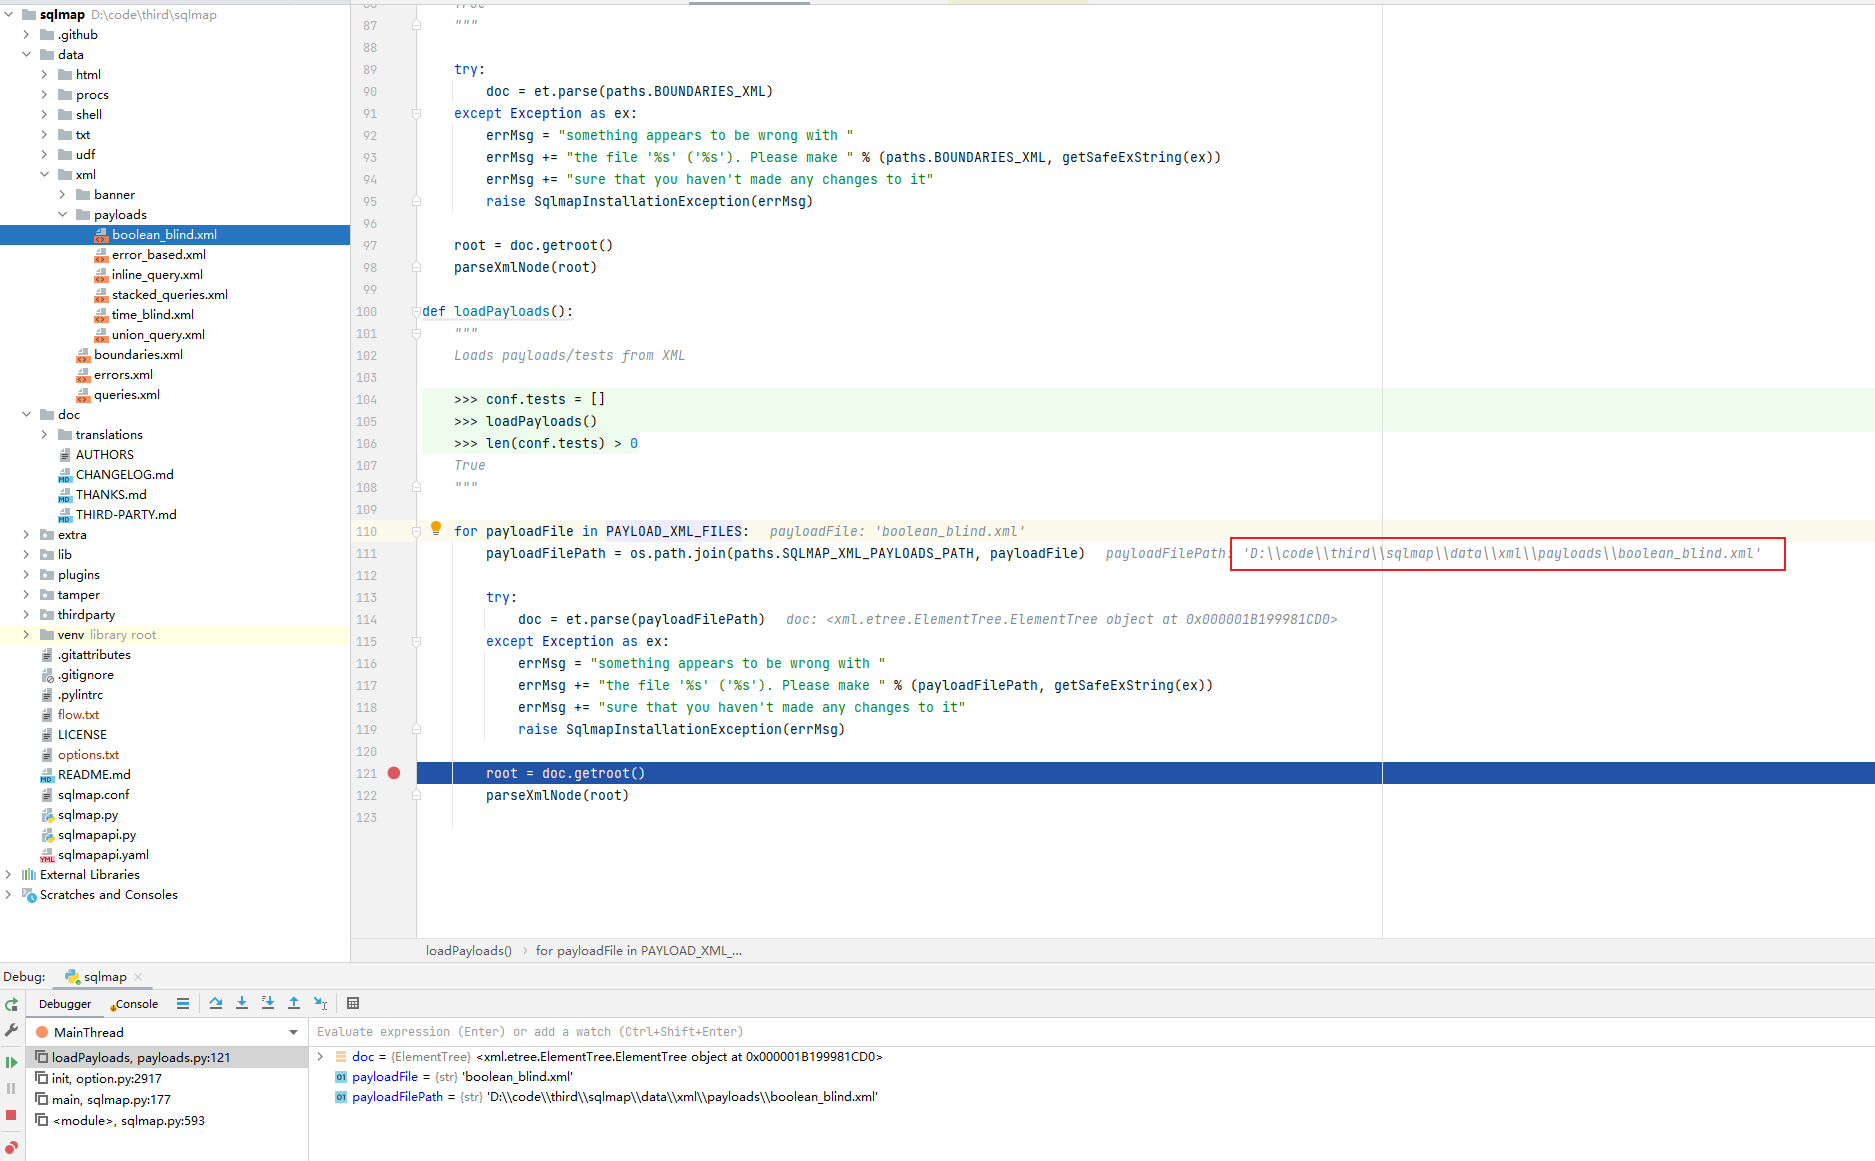 sqlmap D:\code\third\sqlmap
.github
data
html
procs
shell
txt
udf
xml
banner
payloads
boolean_blind.xml
error_based.xml
inline_query.xml
stacked_queries.xml
time_blind.xml
union_query.xml
boundaries.xml
errors.xml
queries.xml
doc
translations
AUTHORS
CHANGELOG.md
THANKS.md
THIRD-PARTY.md
extra
lib
plugins
tamper
thirdparty
venv library root
.gitattributes
.gitignore
.pylintrc
flow.txt
LICENSE
options.txt
README.md
sqlmap.conf
sqlmap.py
sqlmapapi.py
sqlmapapi.yaml
External Libraries
Scratches and Consoles
86 True
87 """
88
89 try:
90 doc = et.parse(paths.BOUNDARIES_XML)
91 except Exception as ex:
92 errMsg = "something appears to be wrong with "
93 errMsg += "the file '%s' ('%s'). Please make " % (paths.BOUNDARIES_XML, getSafeExString(ex))
94 errMsg += "sure that you haven't made any changes to it"
95 raise SqlmapInstallationException(errMsg)
96
97 root = doc.getroot()
98 parseXmlNode(root)
99
100 def loadPayloads():
101 """
102 Loads payloads/tests from XML
103
104 >>> conf.tests = []
105 >>> loadPayloads()
106 >>> len(conf.tests) > 0
107 True
108 """
109
110 for payloadFile in PAYLOAD_XML_FILES: payloadFile: 'boolean_blind.xml'
111 payloadFilePath = os.path.join(paths.SQLMAP_XML_PAYLOADS_PATH, payloadFile) payloadFilePath: 'D:\\code\\third\\sqlmap\\data\\xml\\payloads\\boolean_blind.xml'
112
113 try:
114 doc = et.parse(payloadFilePath) doc: <xml.etree.ElementTree.ElementTree object at 0x000001B199981CD0>
115 except Exception as ex:
116 errMsg = "something appears to be wrong with "
117 errMsg += "the file '%s' ('%s'). Please make " % (payloadFilePath, getSafeExString(ex))
118 errMsg += "sure that you haven't made any changes to it"
119 raise SqlmapInstallationException(errMsg)
120
121 root = doc.getroot()
122 parseXmlNode(root)
123
loadPayloads() › for payloadFile in PAYLOAD_XML_...
Debug: sqlmap
Debugger Console
MainThread
Evaluate expression (Enter) or add a watch (Ctrl+Shift+Enter)
loadPayloads, payloads.py:121
init, option.py:2917
main, sqlmap.py:177
<module>, sqlmap.py:593
doc = {ElementTree} <xml.etree.ElementTree.ElementTree object at 0x000001B199981CD0>
payloadFile = {str} 'boolean_blind.xml'
payloadFilePath = {str} 'D:\\code\\third\\sqlmap\\data\\xml\\payloads\\boolean_blind.xml'